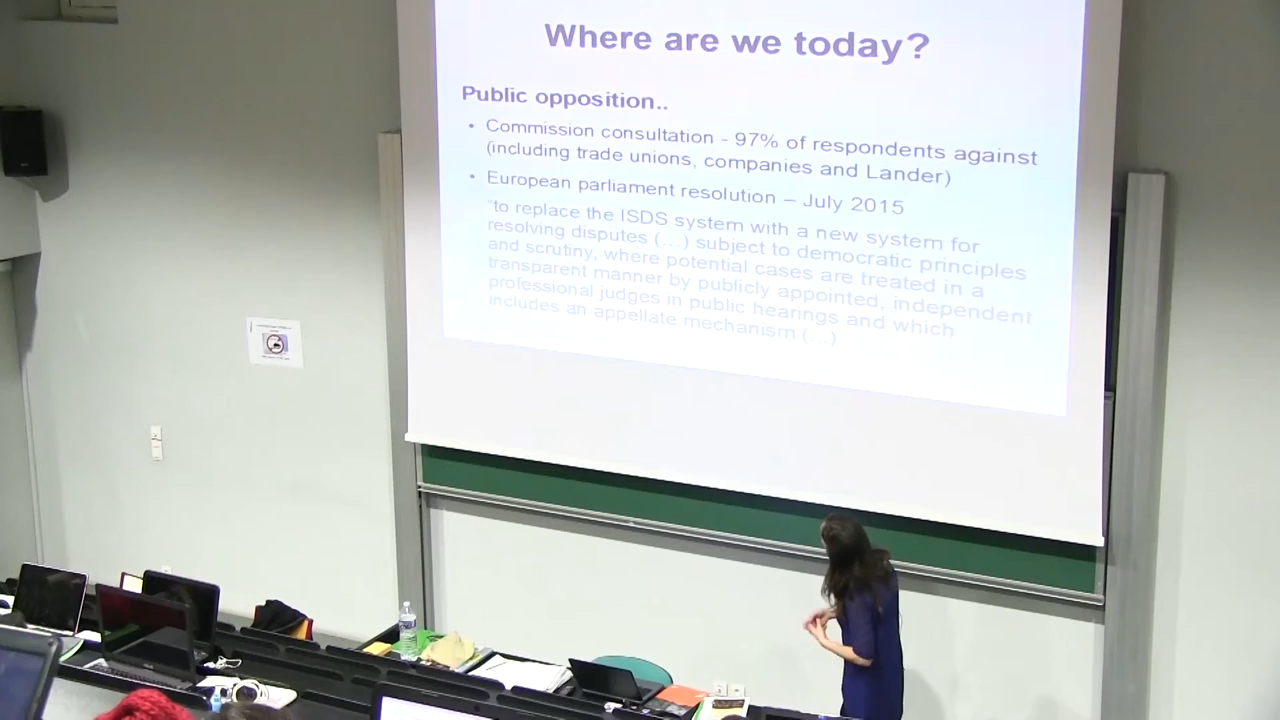 Where are we today?
Public opposition..
• Commission consultation - 97% of respondents against
(including trade unions, companies and Lander)
• European parliament resolution – July 2015
"to replace the ISDS system with a new system for
resolving disputes (…) subject to democratic principles
and scrutiny, where potential cases are treated in a
transparent manner by publicly appointed, independent
professional judges in public hearings and which
includes an appellate mechanism (…)